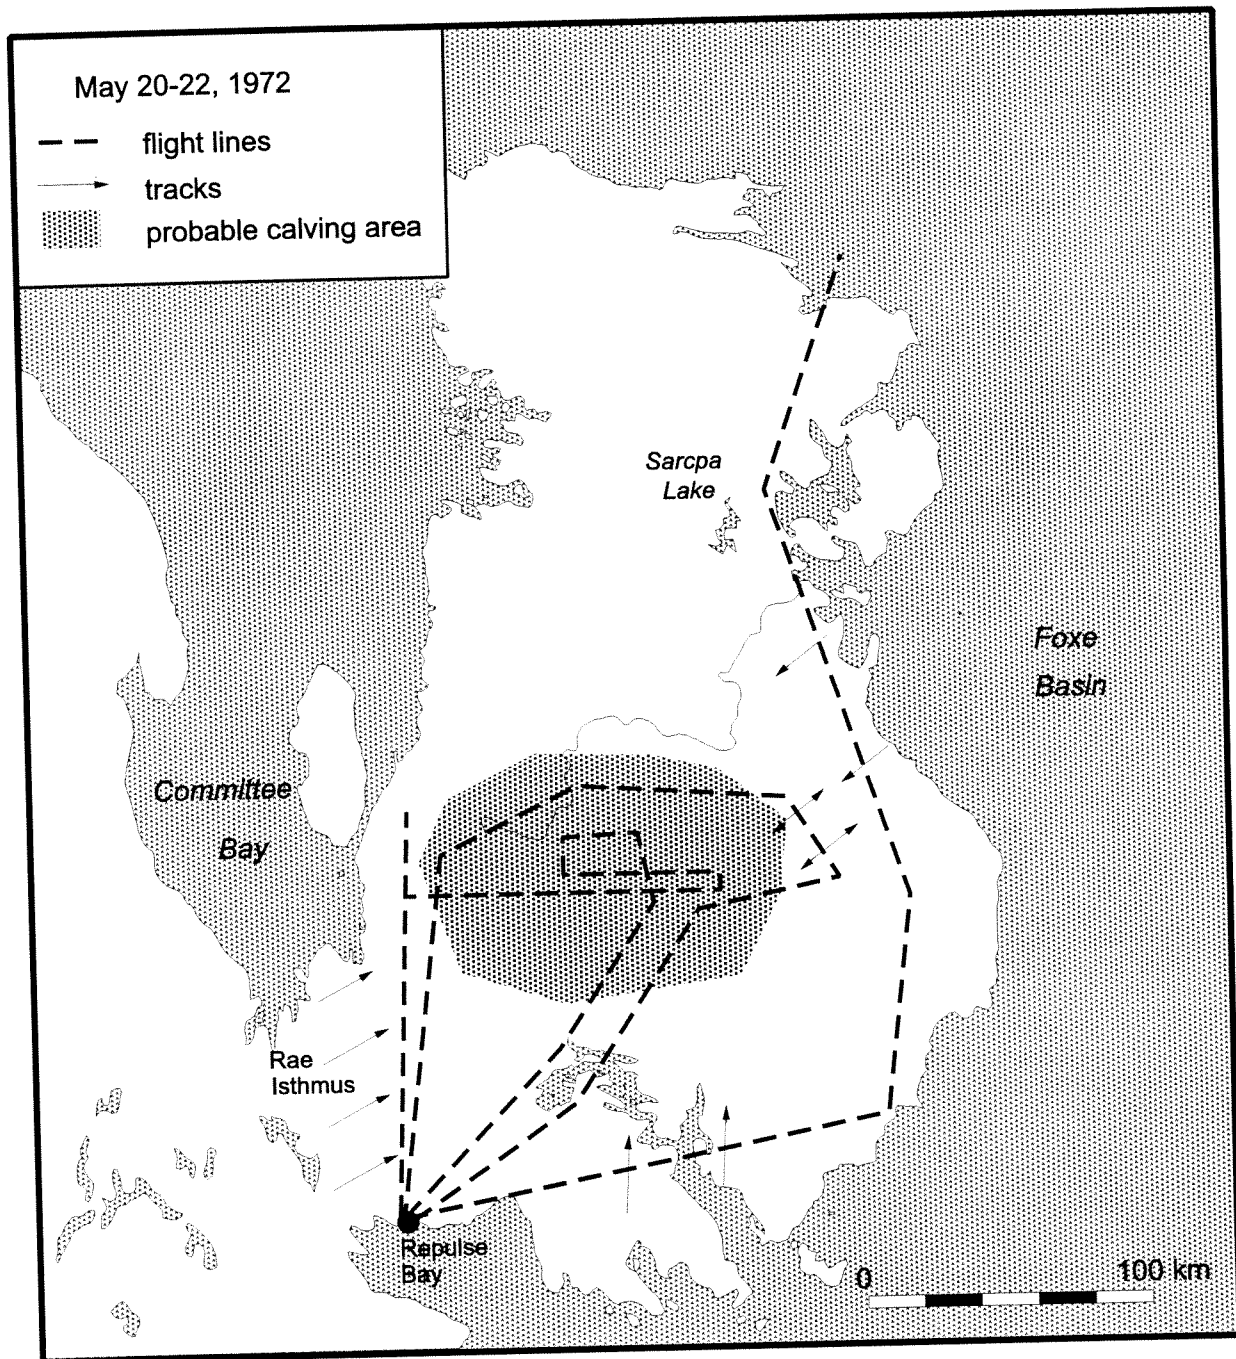 May 20-22, 1972
flight lines
tracks
probable calving area
Sarcpa
Lake
Foxe
Basin
Committee
Bay
Rae
Isthmus
Repulse
Bay
0 100 km